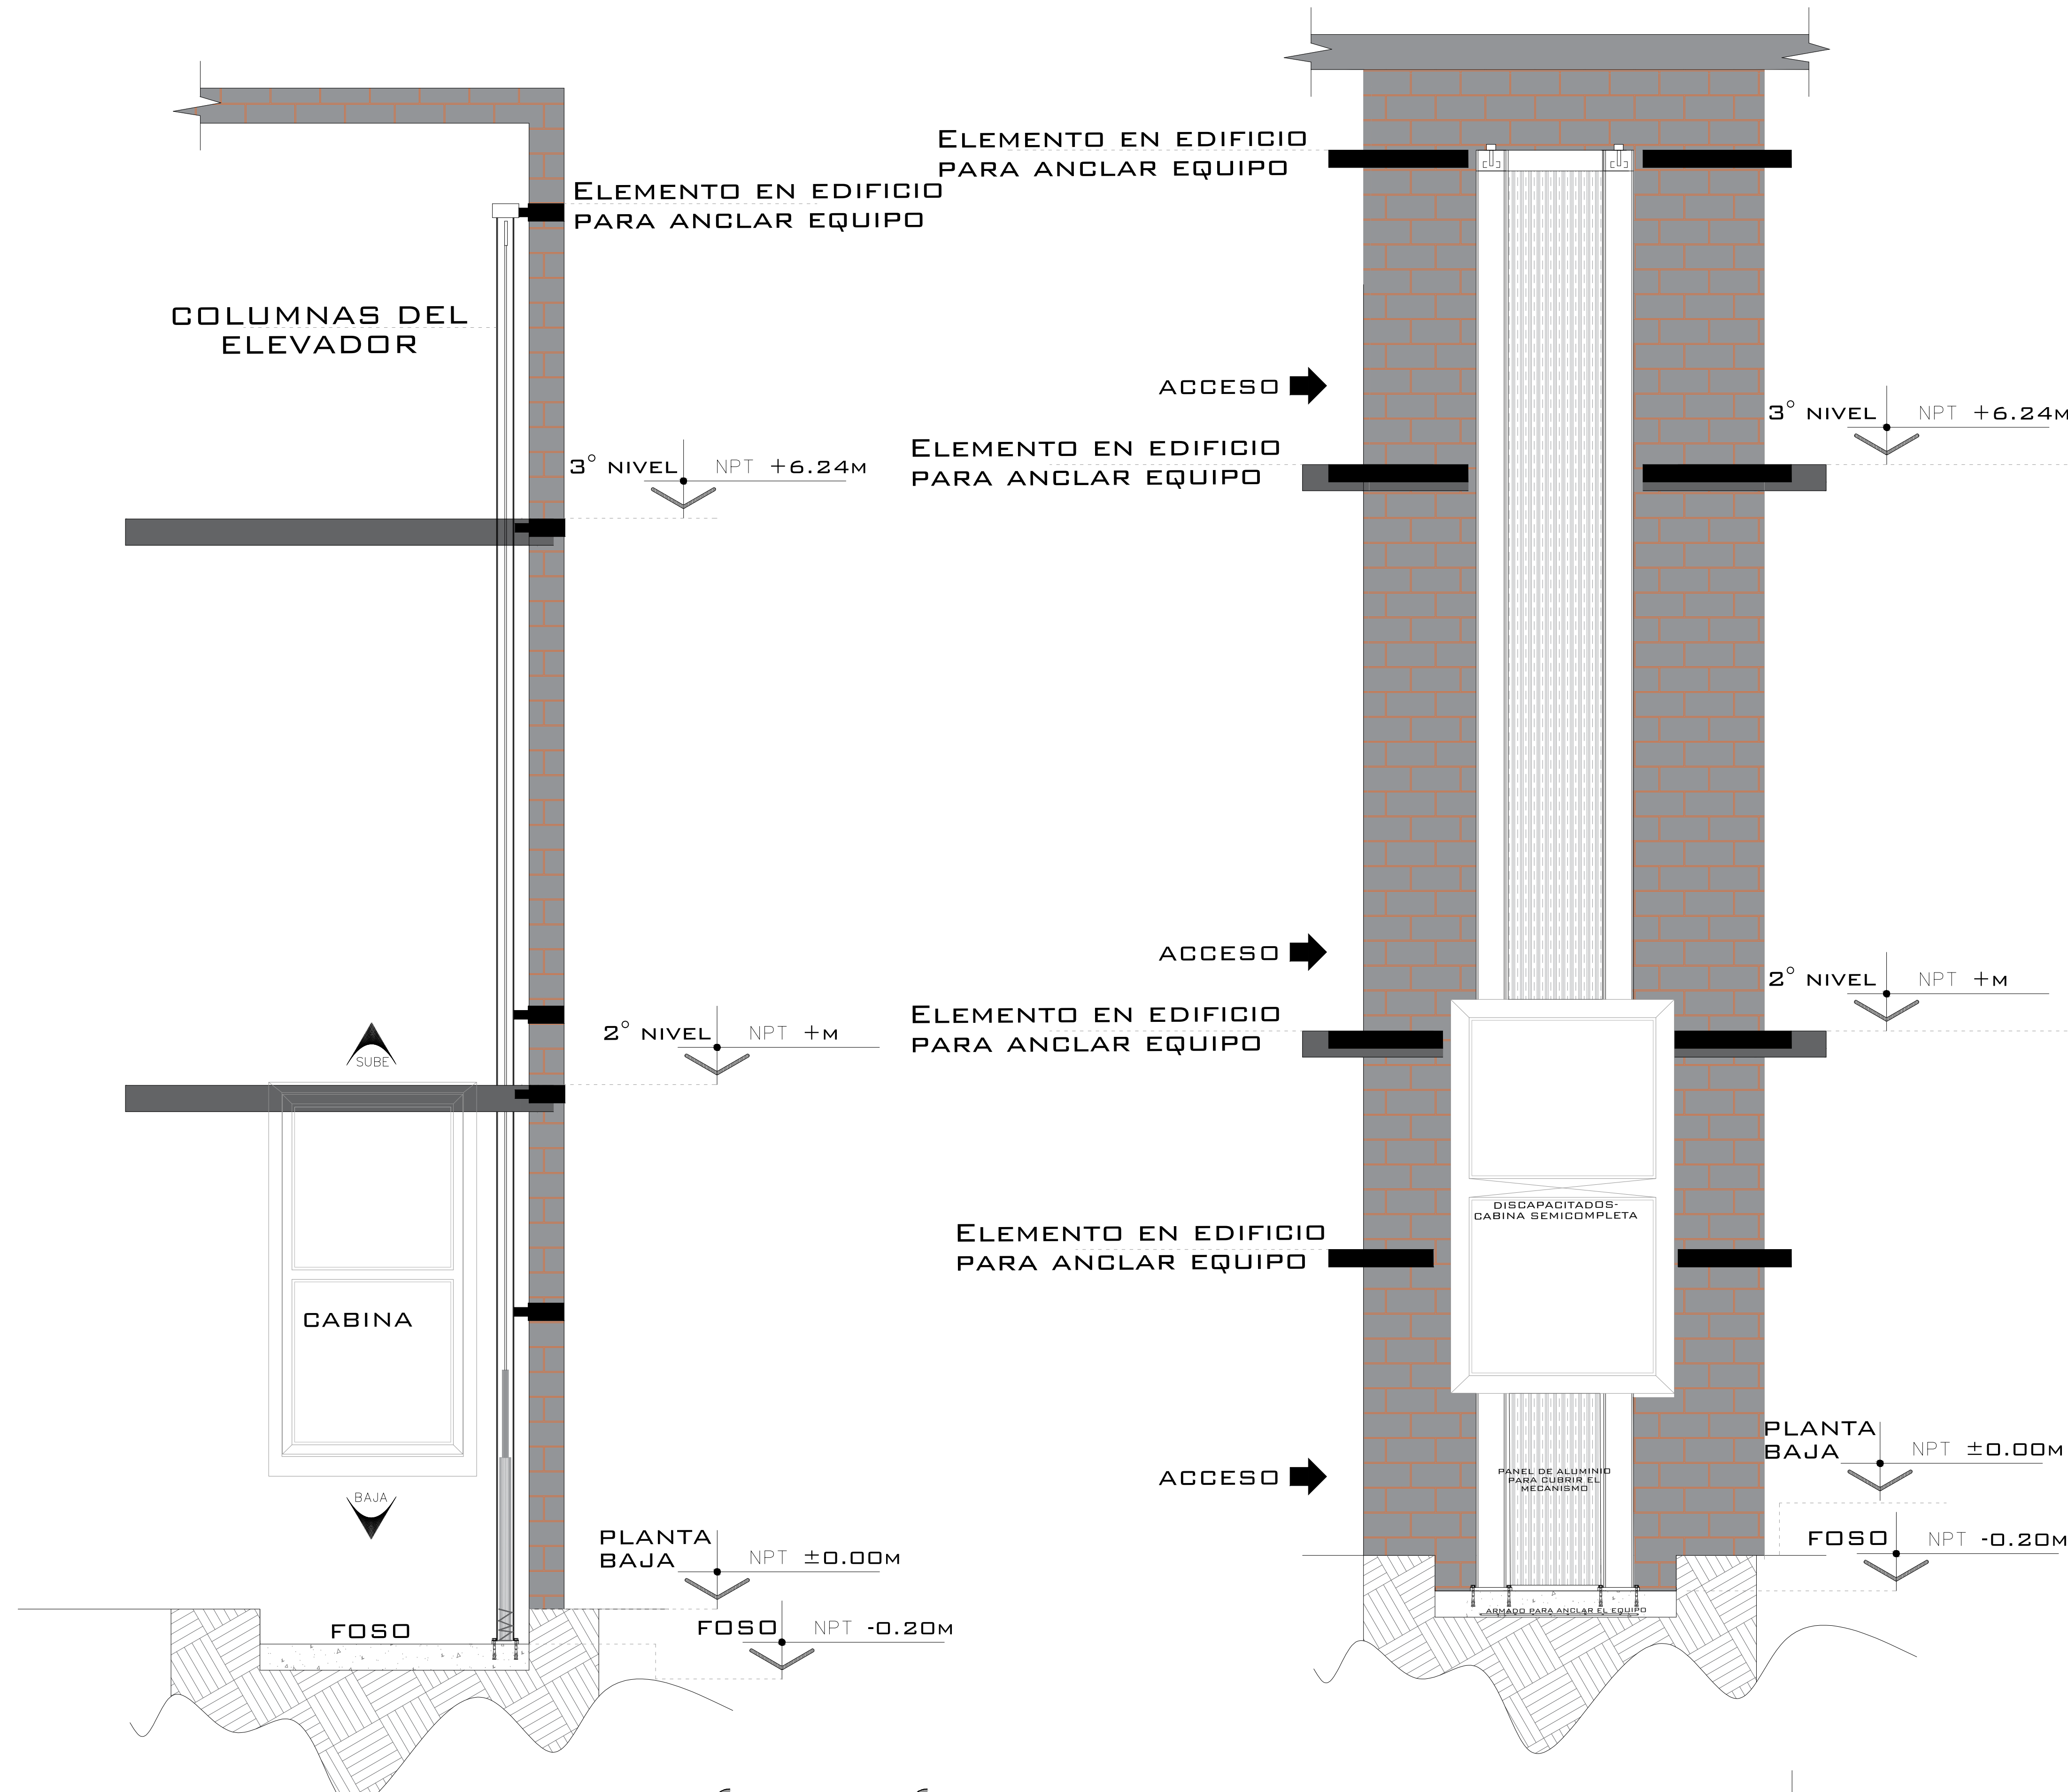 Elemento en edificio
para anclar equipo
columnas del
elevador
3° nivel NPT +6.24m
sube
2° nivel NPT +m
cabina
baja
planta
baja NPT ±0.00m
foso
foso NPT -0.20m
Elemento en edificio
para anclar equipo
acceso
3° nivel NPT +6.24m
Elemento en edificio
para anclar equipo
acceso
2° nivel NPT +m
Elemento en edificio
para anclar equipo
discapacitados-
cabina semicompleta
Elemento en edificio
para anclar equipo
planta
baja NPT ±0.00m
acceso
panel de aluminio
para cubrir el
mecanismo
foso NPT -0.20m
armado para anclar el equipo